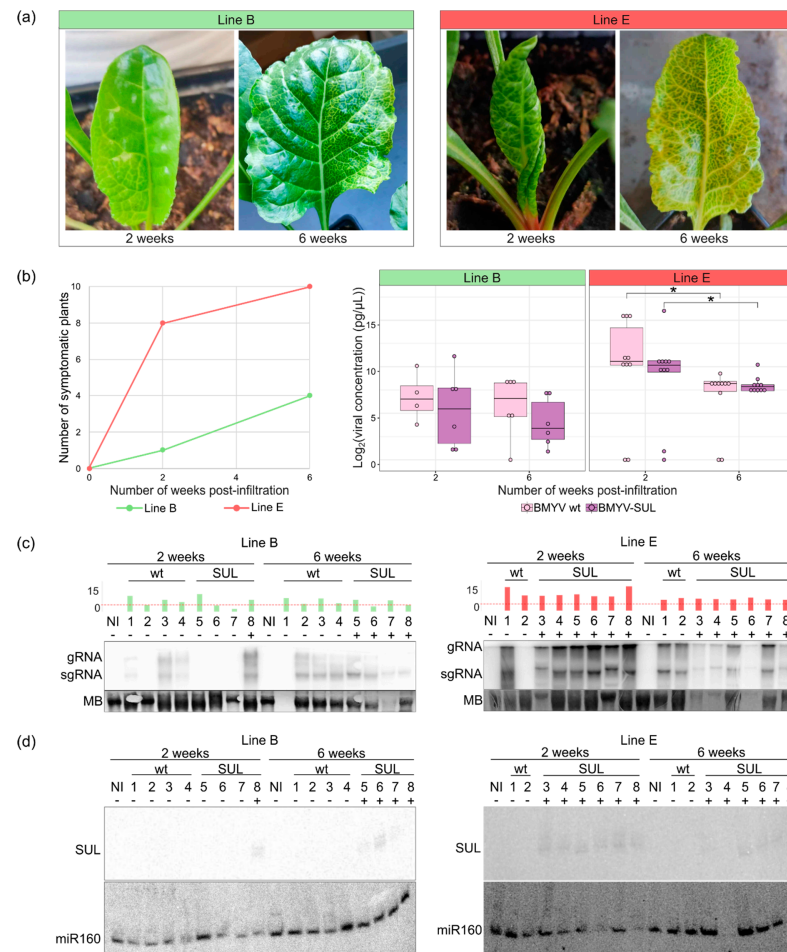 (a)
Line B
Line E
2 weeks
6 weeks
2 weeks
6 weeks
(b)
Number of symptomatic plants
10
8
6
4
2
0
0
2
4
6
Number of weeks post-infiltration
Line B
Line E
Line B
Line E
Log2(viral concentration (pg/μL))
15
10
5
0
*
*
2
6
2
6
Number of weeks post-infiltration
BMYV wt
BMYV-SUL
(c)
Line B
2 weeks
6 weeks
wt
SUL
wt
SUL
15
0
NI 1 2 3 4 5 6 7 8 NI 1 2 3 4 5 6 7 8
- - - - - - - - + - - - - - + + + +
gRNA
sgRNA
MB
Line E
2 weeks
6 weeks
wt
SUL
wt
SUL
15
0
NI 1 2 3 4 5 6 7 8 NI 1 2 3 4 5 6 7 8
- - - + + + + + + - - - + + + + +
gRNA
sgRNA
MB
(d)
Line B
2 weeks
6 weeks
wt
SUL
wt
SUL
NI 1 2 3 4 5 6 7 8 NI 1 2 3 4 5 6 7 8
- - - - - - - - + - - - - - + + + +
SUL
miR160
Line E
2 weeks
6 weeks
wt
SUL
wt
SUL
NI 1 2 3 4 5 6 7 8 NI 1 2 3 4 5 6 7
- - - + + + + + + - - - + + + +
SUL
miR160